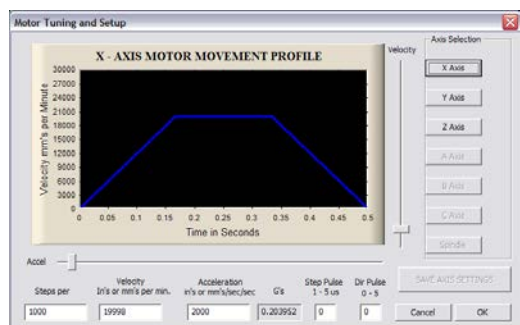 Motor Tuning and Setup
X - AXIS MOTOR MOVEMENT PROFILE
Velocity mm's per Minute
30000
27000
24000
21000
18000
15000
12000
9000
6000
3000
0
0 0.05 0.1 0.15 0.2 0.25 0.3 0.35 0.4 0.45 0.5
Time in Seconds
Velocity
Axis Selection
X Axis
Y Axis
Z Axis
A Axis
B Axis
C Axis
Spindle
Accel
SAVE AXIS SETTINGS
Steps per
Velocity
In's or mm's per min.
Acceleration
in's or mm's/sec/sec
G's
Step Pulse
1 - 5 us
Dir Pulse
0 - 5
1000 19998 2000 0.203952 0 0
Cancel OK